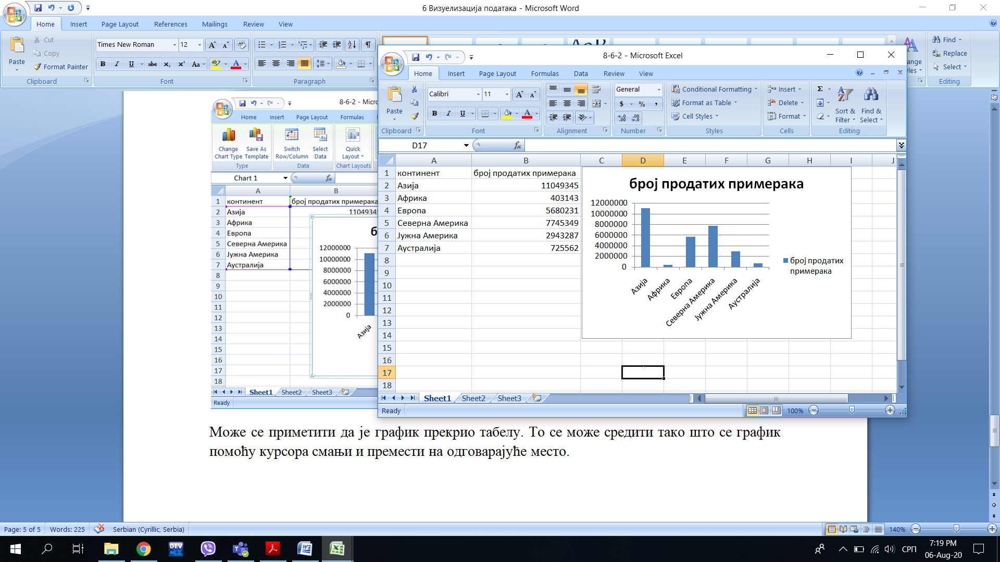 6 Визуелизација података - Microsoft Word
Home Insert Page Layout References Mailings Review View
Paste
Cut
Copy
Format Painter
Clipboard
Times New Roman 12
Font
Paragraph
Find
Replace
Select
Editing
8-6-2 - Microsoft Excel
Home Insert Page Layout Formulas Data Review View
Paste
Clipboard
Calibri 11
Font
Alignment
General
Number
Conditional Formatting
Format as Table
Cell Styles
Styles
Insert
Delete
Format
Cells
Sort & Filter
Find & Select
Editing
D17
A B C D E F G H I J
1 континент број продатих примерака
2 Азија 11049345
3 Африка 403143
4 Европа 5680231
5 Северна Америка 7745349
6 Јужна Америка 2943287
7 Аустралија 725562
8
9
10
11
12
13
14
15
16
17
18
број продатих примерака
12000000
10000000
8000000
6000000
4000000
2000000
0
Азија Африка Европа Северна Америка Јужна Америка Аустралија
број продатих
примерака
Sheet1 Sheet2 Sheet3
Ready
100%
8-6-2 -
Home Insert Page Layout Formulas
Change Chart Type
Save As Template
Type
Switch Row/Column
Select Data
Data
Quick Layout
Chart Layouts
Chart 1
A B
1 континент број продатих примерака
2 Азија
3 Африка
4 Европа
5 Северна Америка
6 Јужна Америка
7 Аустралија
8
9
10
11
12
13
14
15
16
17
18
12000000
10000000
8000000
6000000
4000000
2000000
0
Азија
Sheet1 Sheet2 Sheet3
Ready
Може се приметити да је график прекрио табелу. То се може средити тако што се график
помоћу курсора смањи и премести на одговарајуће место.
Page: 5 of 5 Words: 225 Serbian (Cyrillic, Serbia)
140%
СРП
7:19 PM
06-Aug-20